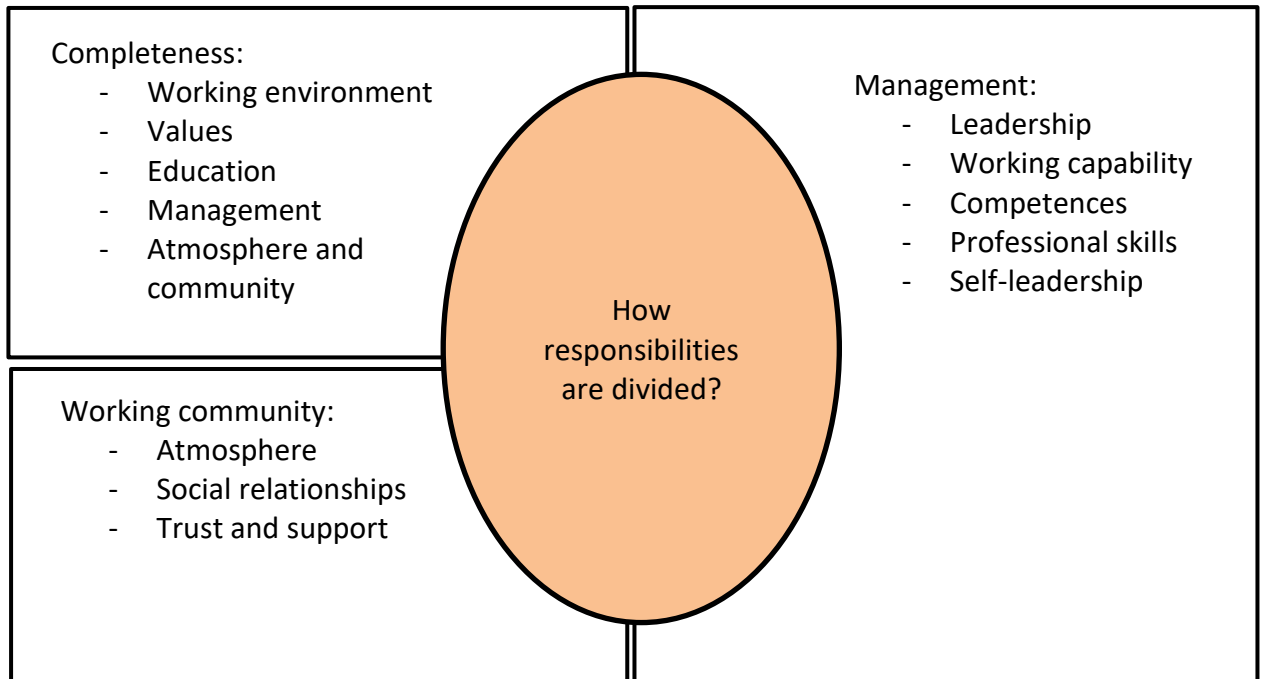 Completeness:
- Working environment
- Values
- Education
- Management
- Atmosphere and
community
Working community:
- Atmosphere
- Social relationships
- Trust and support
How
responsibilities
are divided?
Management:
- Leadership
- Working capability
- Competences
- Professional skills
- Self-leadership